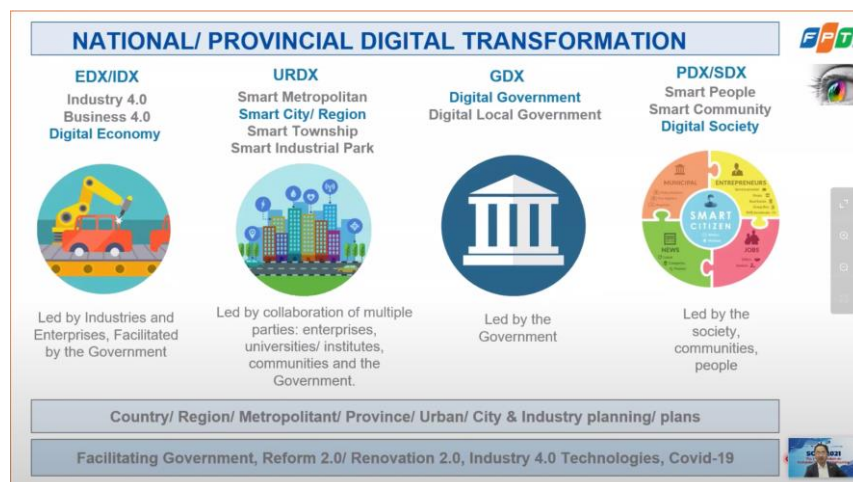 NATIONAL/ PROVINCIAL DIGITAL TRANSFORMATION
FPT
EDX/IDX
Industry 4.0
Business 4.0
Digital Economy
Led by Industries and
Enterprises, Facilitated
by the Government
URDX
Smart Metropolitan
Smart City/ Region
Smart Township
Smart Industrial Park
Led by collaboration of multiple
parties: enterprises,
universities/ institutes,
communities and the
Government.
GDX
Digital Government
Digital Local Government
Led by the
Government
PDX/SDX
Smart People
Smart Community
Digital Society
MUNICIPAL
ENTREPRENEURS
SMART
CITIZEN
NEWS
JOBS
Led by the
society,
communities,
people
Country/ Region/ Metropolitant/ Province/ Urban/ City & Industry planning/ plans
Facilitating Government, Reform 2.0/ Renovation 2.0, Industry 4.0 Technologies, Covid-19